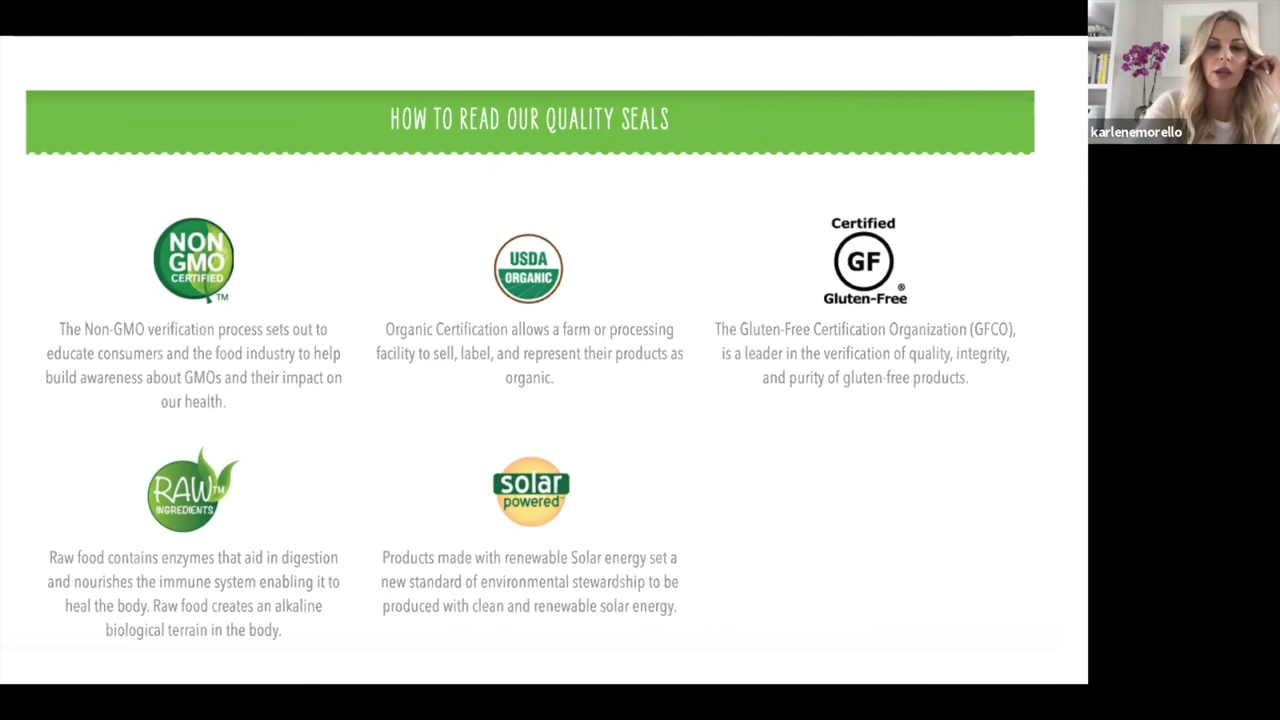 karlenemorello
HOW TO READ OUR QUALITY SEALS
NON
GMO
CERTIFIED
TM
The Non-GMO verification process sets out to
educate consumers and the food industry to help
build awareness about GMOs and their impact on
our health.
USDA
ORGANIC
Organic Certification allows a farm or processing
facility to sell, label, and represent their products as
organic.
Certified
GF
®
Gluten-Free
The Gluten-Free Certification Organization (GFCO),
is a leader in the verification of quality, integrity,
and purity of gluten-free products.
RAW TM
INGREDIENTS
Raw food contains enzymes that aid in digestion
and nourishes the immune system enabling it to
heal the body. Raw food creates an alkaline
biological terrain in the body.
solar
powered
Products made with renewable Solar energy set a
new standard of environmental stewardship to be
produced with clean and renewable solar energy.